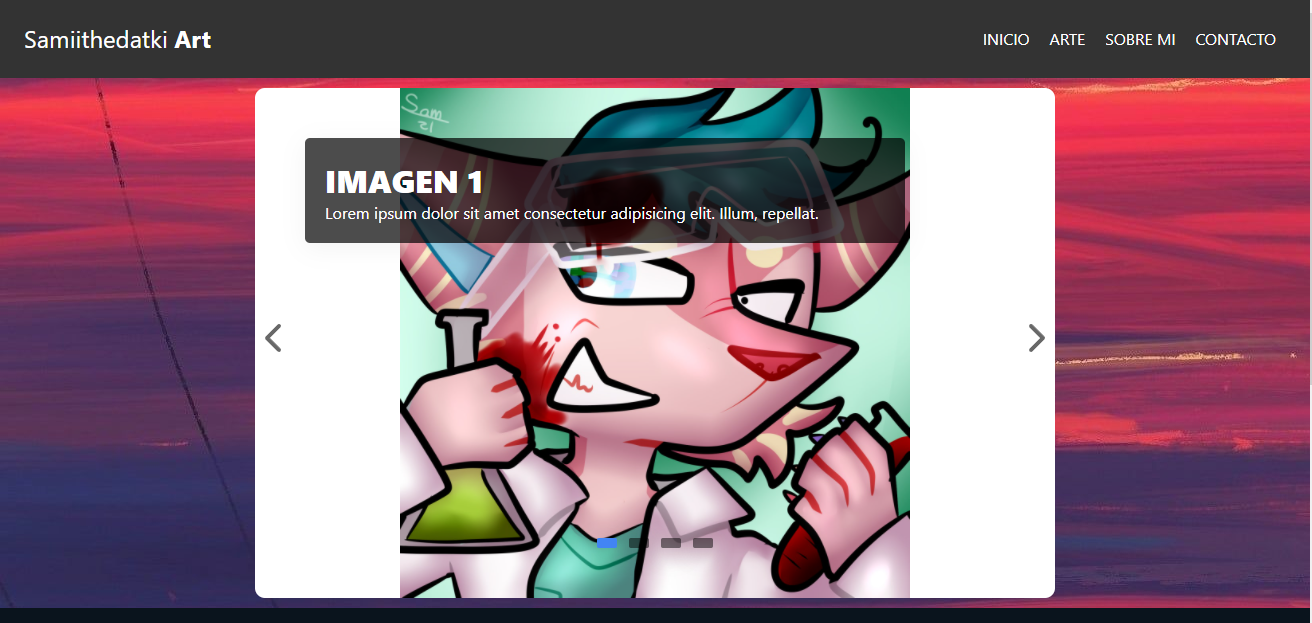 Samiithedatki Art
INICIO ARTE SOBRE MI CONTACTO
Sam
21
IMAGEN 1
Lorem ipsum dolor sit amet consectetur adipisicing elit. Illum, repellat.